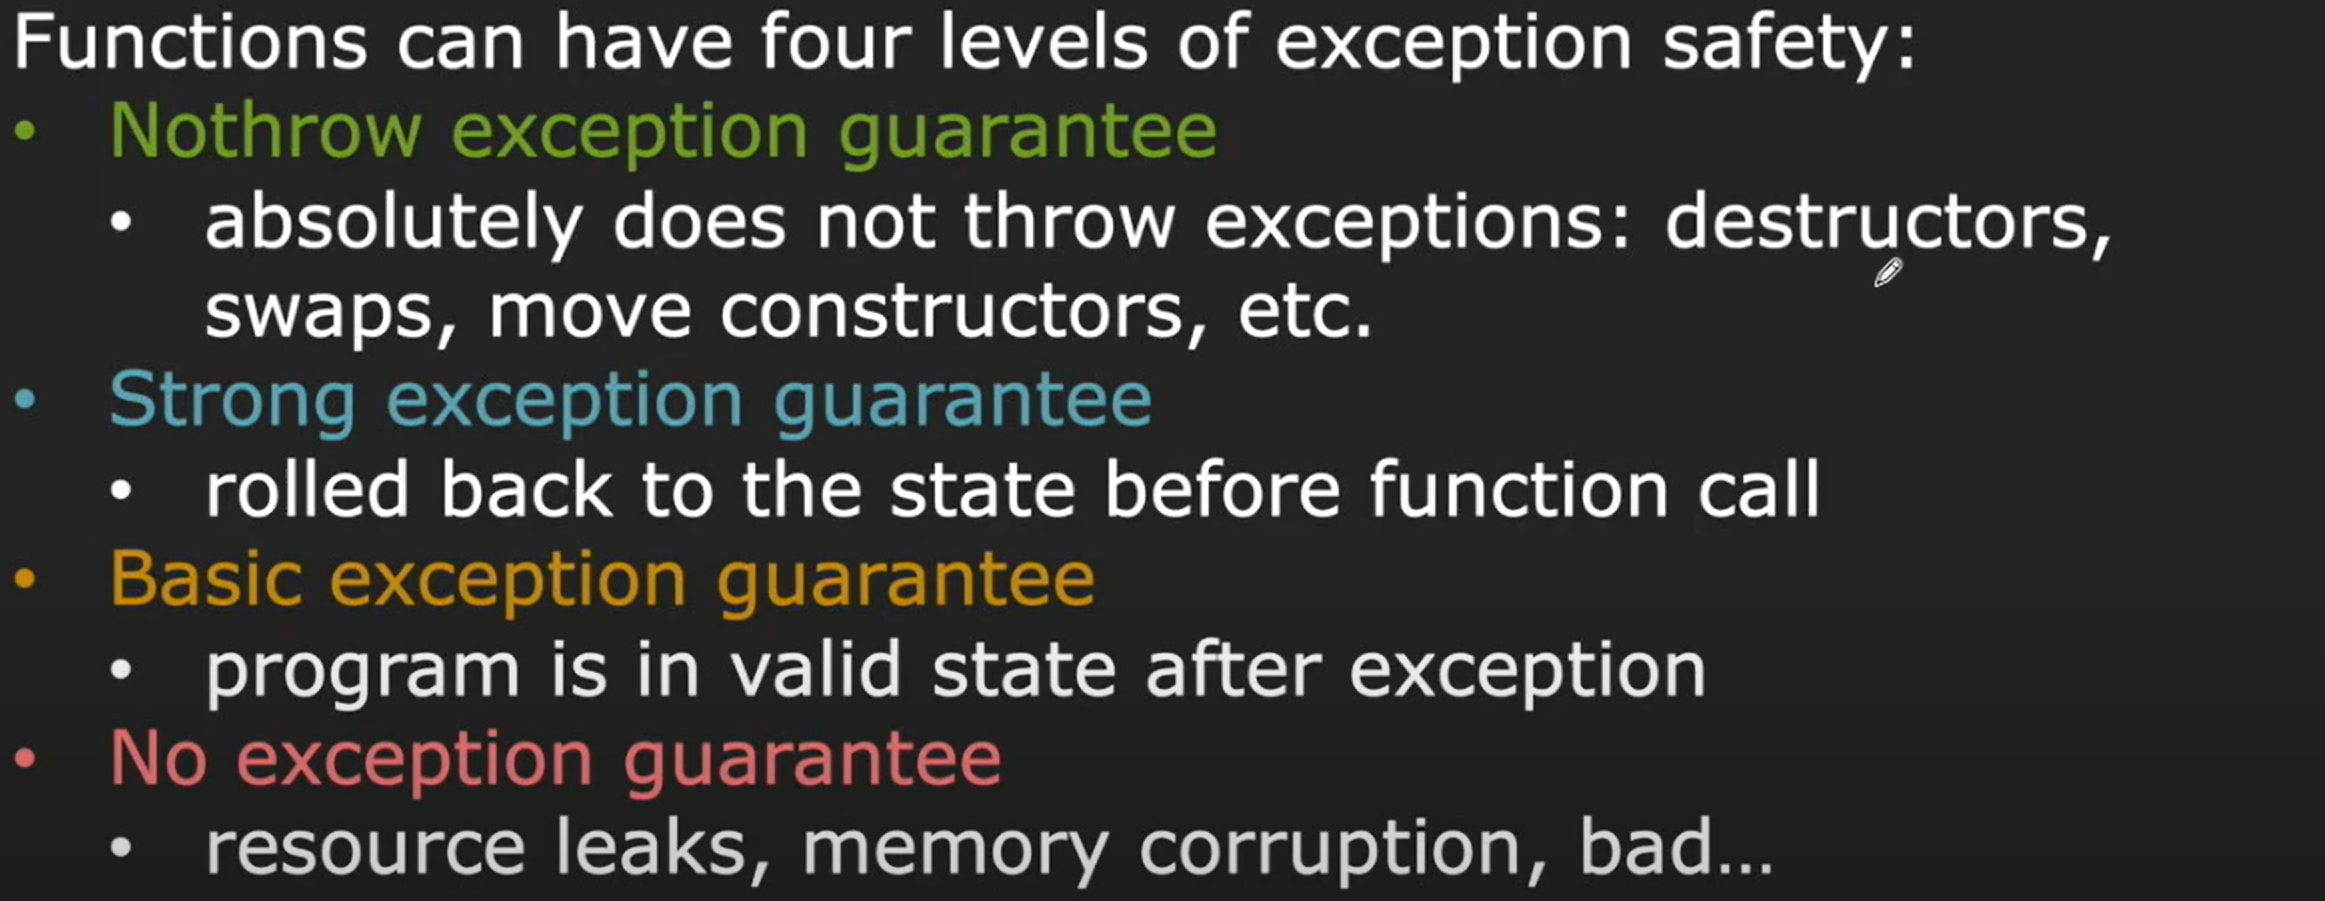 Functions can have four levels of exception safety:
• Nothrow exception guarantee
• absolutely does not throw exceptions: destructors,
swaps, move constructors, etc.
• Strong exception guarantee
• rolled back to the state before function call
• Basic exception guarantee
• program is in valid state after exception
• No exception guarantee
• resource leaks, memory corruption, bad...